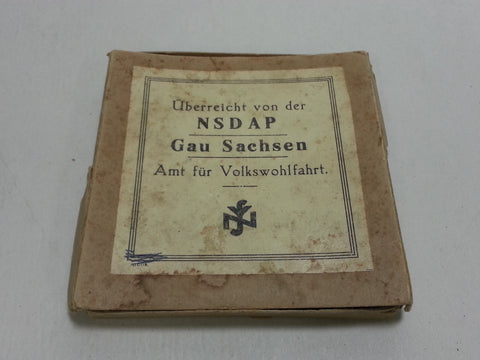 Überreicht von der
NSDAP
Gau Sachsen
Amt für Volkswohlfahrt.